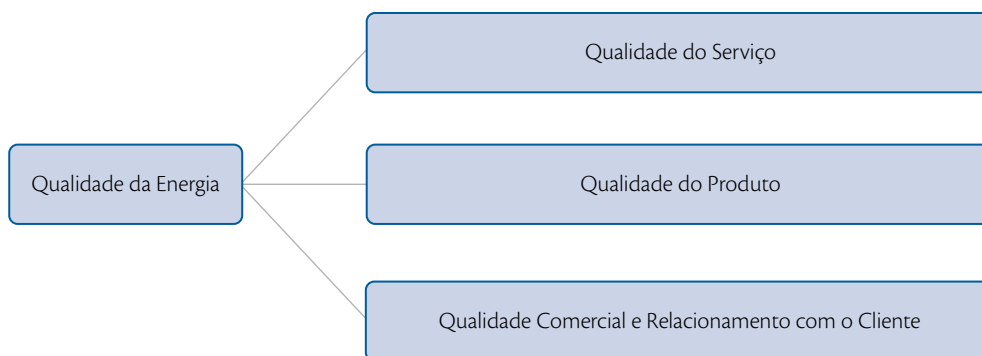 Qualidade do Serviço
Qualidade da Energia
Qualidade do Produto
Qualidade Comercial e Relacionamento com o Cliente